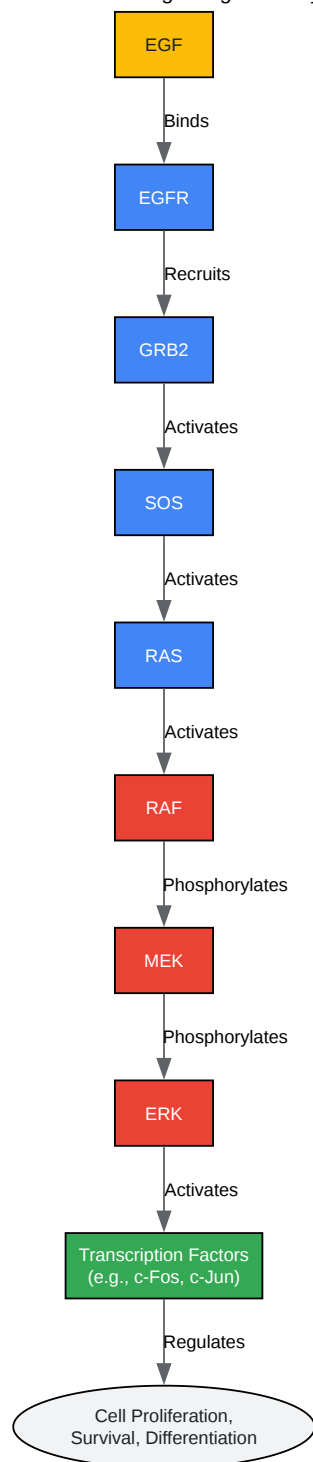 EGF
Binds
EGFR
Recruits
GRB2
Activates
SOS
Activates
RAS
Activates
RAF
Phosphorylates
MEK
Phosphorylates
ERK
Activates
Transcription Factors
(e.g., c-Fos, c-Jun)
Regulates
Cell Proliferation,
Survival, Differentiation